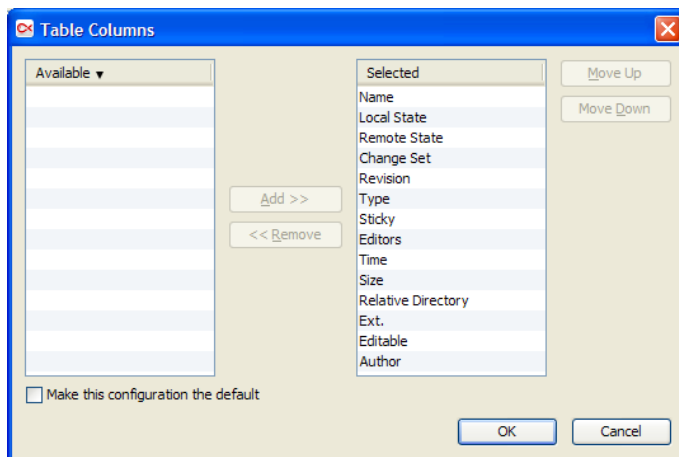 Table Columns
Available
Selected
Name
Local State
Remote State
Change Set
Revision
Type
Sticky
Editors
Time
Size
Relative Directory
Ext.
Editable
Author
Add >>
<< Remove
Move Up
Move Down
Make this configuration the default
OK
Cancel